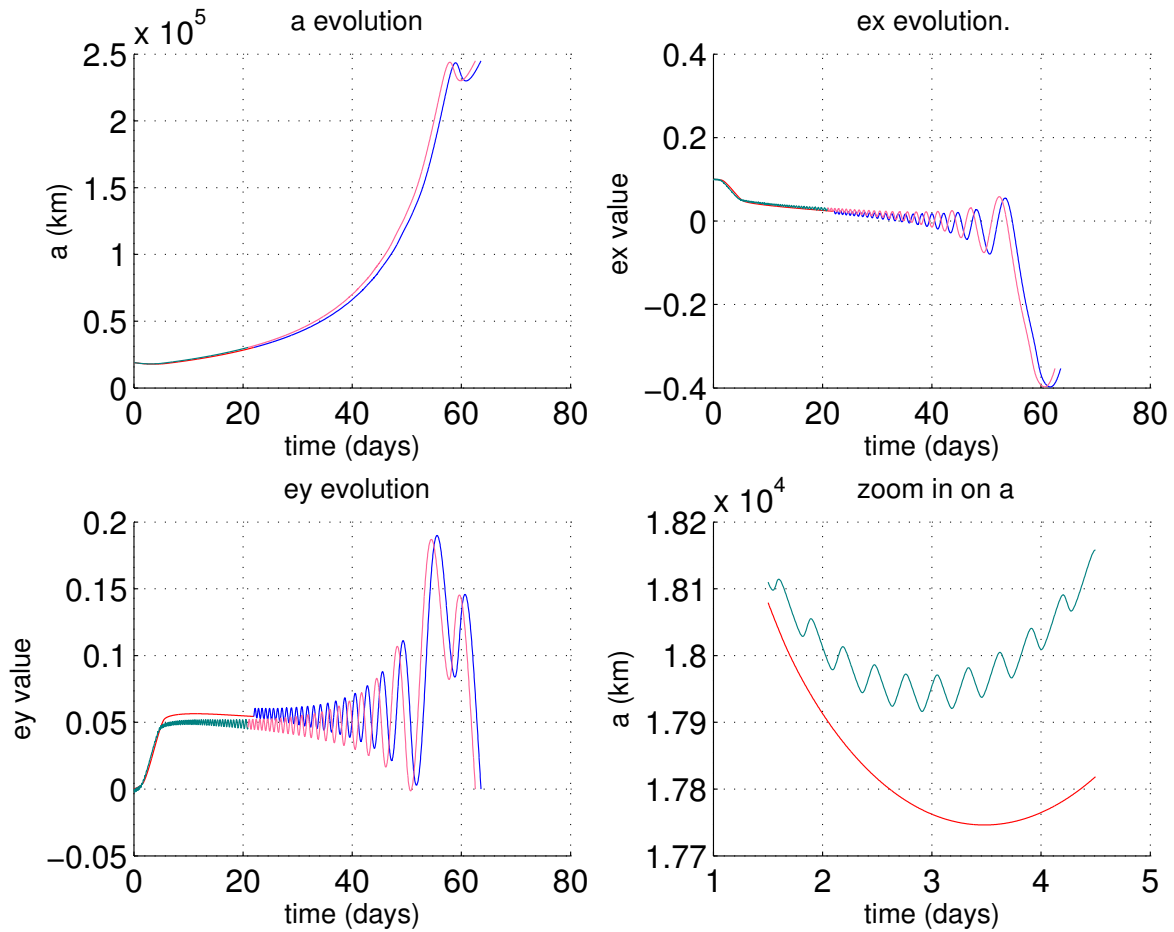 a evolution
x 10^5
2.5
2
1.5
1
0.5
0
a (km)
0 20 40 60 80
time (days)
ex evolution.
0.4
0.2
0
−0.2
−0.4
ex value
0 20 40 60 80
time (days)
ey evolution
0.2
0.15
0.1
0.05
0
−0.05
ey value
0 20 40 60 80
time (days)
zoom in on a
x 10^4
1.82
1.81
1.8
1.79
1.78
1.77
a (km)
1 2 3 4 5
time (days)